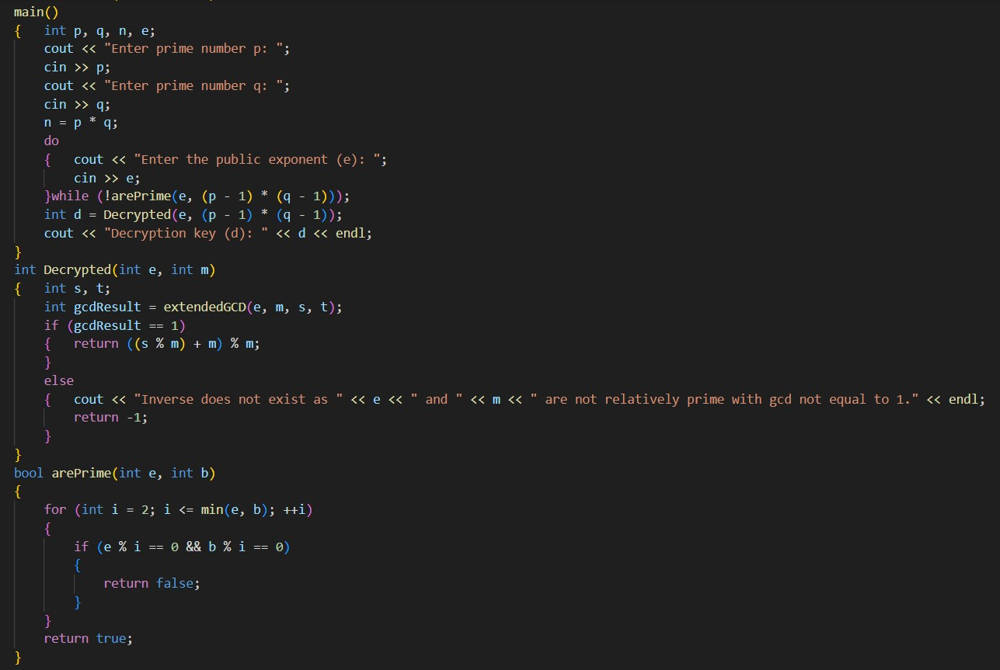 main()
{   int p, q, n, e;
    cout << "Enter prime number p: ";
    cin >> p;
    cout << "Enter prime number q: ";
    cin >> q;
    n = p * q;
    do
    {   cout << "Enter the public exponent (e): ";
        cin >> e;
    }while (!arePrime(e, (p - 1) * (q - 1)));
    int d = Decrypted(e, (p - 1) * (q - 1));
    cout << "Decryption key (d): " << d << endl;
}
int Decrypted(int e, int m)
{   int s, t;
    int gcdResult = extendedGCD(e, m, s, t);
    if (gcdResult == 1)
    {   return ((s % m) + m) % m;
    }
    else
    {   cout << "Inverse does not exist as " << e << " and " << m << " are not relatively prime with gcd not equal to 1." << endl;
        return -1;
    }
}
bool arePrime(int e, int b)
{
    for (int i = 2; i <= min(e, b); ++i)
    {
        if (e % i == 0 && b % i == 0)
        {
            return false;
        }
    }
    return true;
}